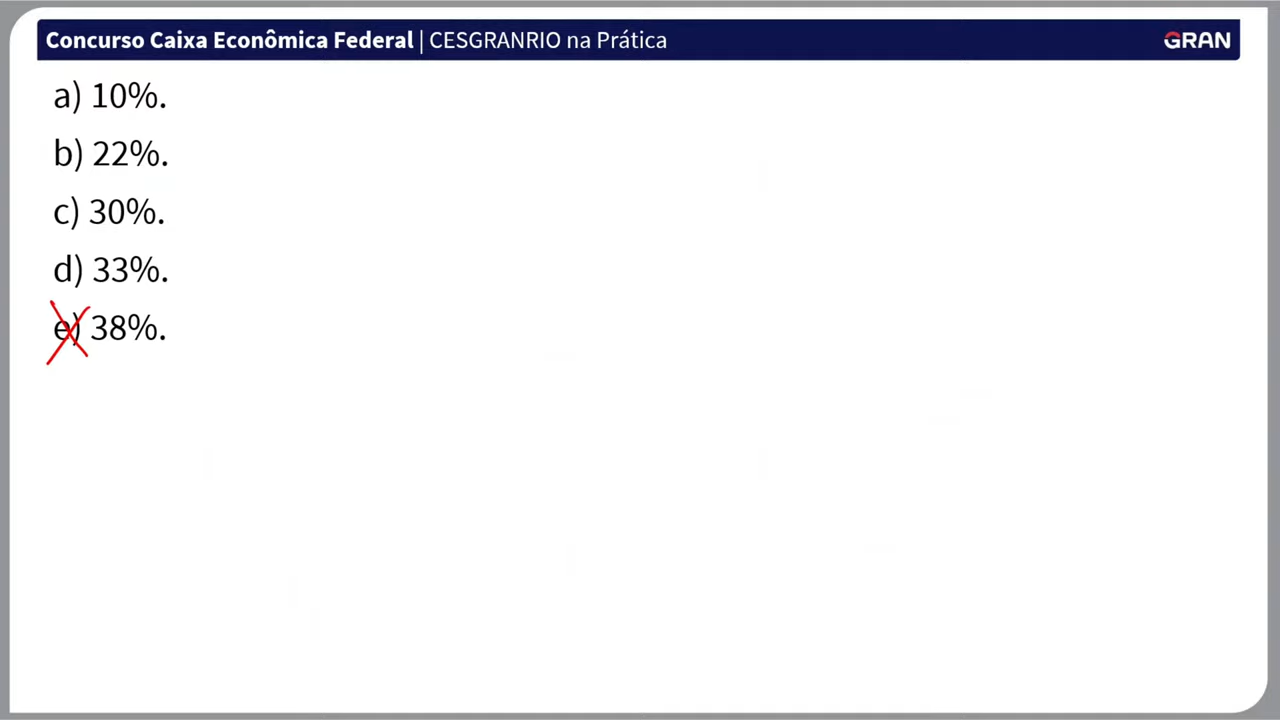 Concurso Caixa Econômica Federal | CESGRANRIO na Prática
GRAN
a) 10%.
b) 22%.
c) 30%.
d) 33%.
e) 38%.